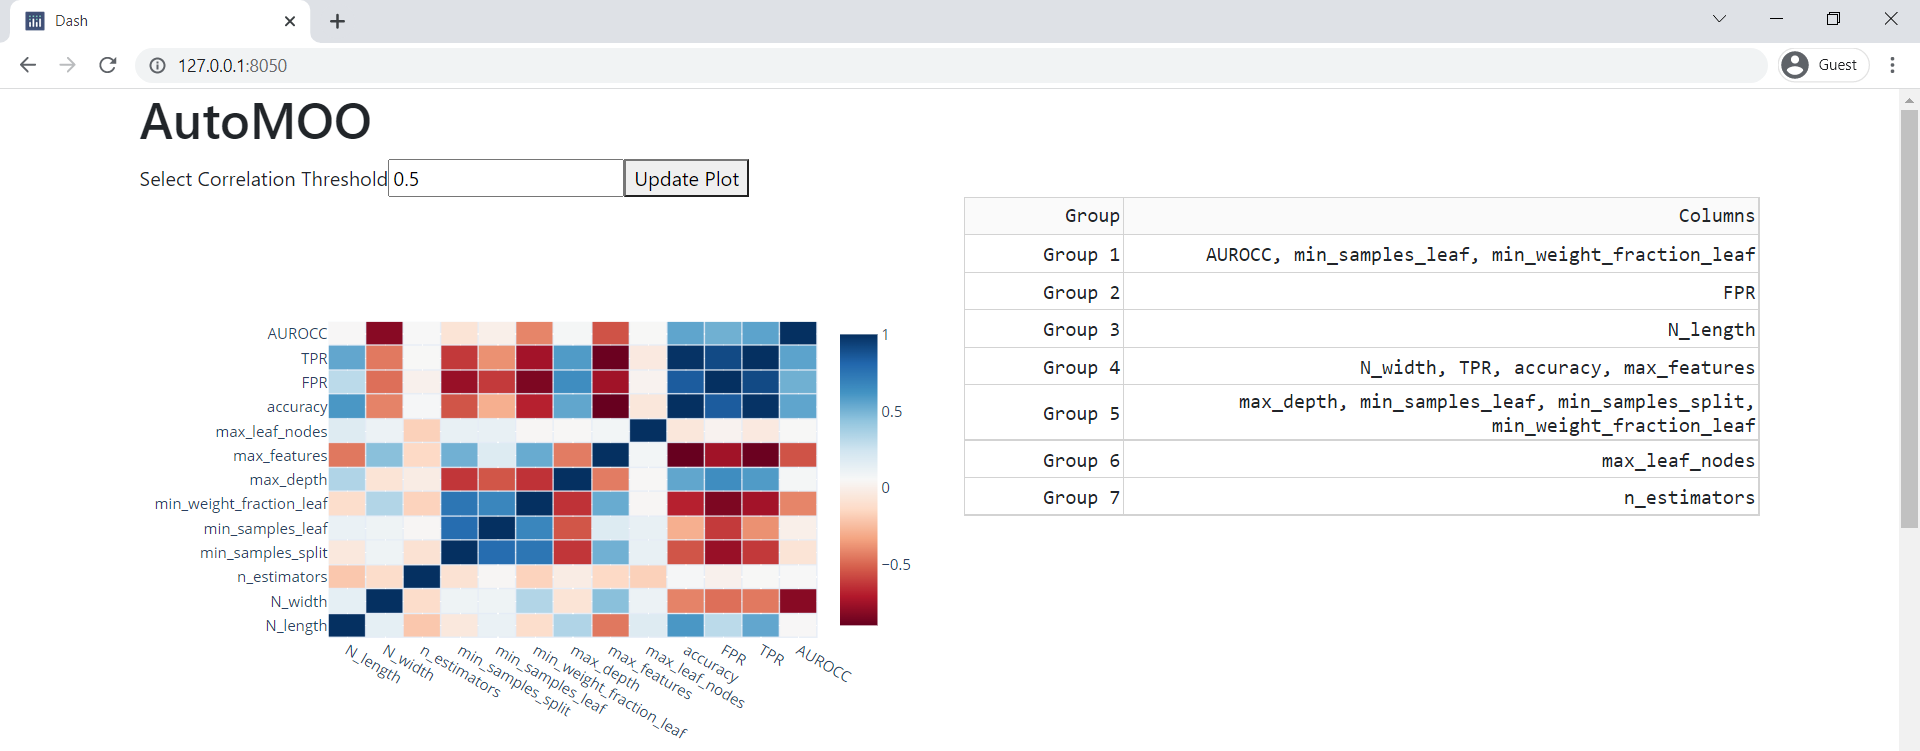 Dash
127.0.0.1:8050
Guest
AutoMOO
Select Correlation Threshold 0.5 Update Plot
Group Columns
Group 1 AUROCC, min_samples_leaf, min_weight_fraction_leaf
Group 2 FPR
Group 3 N_length
Group 4 N_width, TPR, accuracy, max_features
Group 5 max_depth, min_samples_leaf, min_samples_split,
min_weight_fraction_leaf
Group 6 max_leaf_nodes
Group 7 n_estimators
AUROCC
TPR
FPR
accuracy
max_leaf_nodes
max_features
max_depth
min_weight_fraction_leaf
min_samples_leaf
min_samples_split
n_estimators
N_width
N_length
N_length
N_width
n_estimators
min_samples_split
min_samples_leaf
min_weight_fraction_leaf
max_depth
max_features
max_leaf_nodes
accuracy
FPR
TPR
AUROCC
1
0.5
0
−0.5